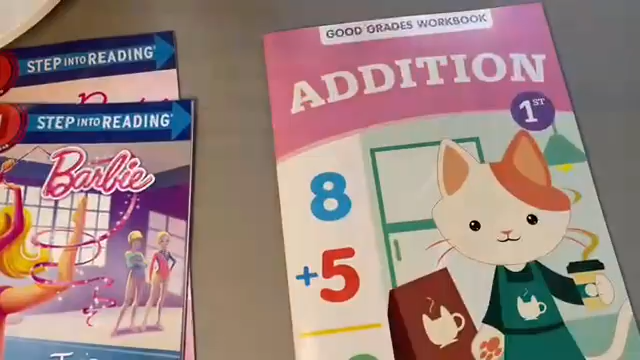 STEP INTO READING®
STEP INTO READING®
Barbie
GOOD GRADES WORKBOOK
ADDITION
1ST
8
+5